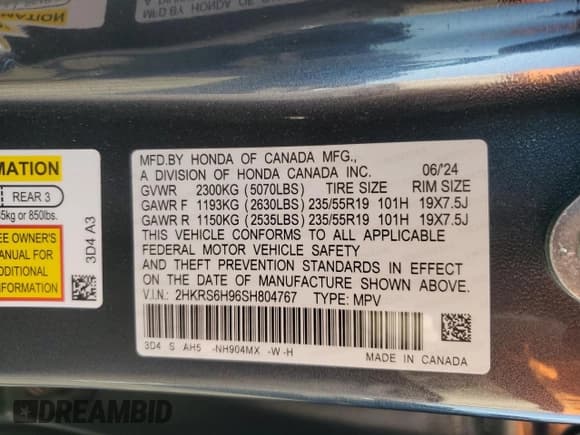 MFD.BY HONDA OF CANADA MFG.,
A DIVISION OF HONDA CANADA INC. 06/'24
GVWR 2300KG (5070LBS) TIRE SIZE RIM SIZE
GAWR F 1193KG (2630LBS) 235/55R19 101H 19X7.5J
GAWR R 1150KG (2535LBS) 235/55R19 101H 19X7.5J
THIS VEHICLE CONFORMS TO ALL APPLICABLE
FEDERAL MOTOR VEHICLE SAFETY
AND THEFT PREVENTION STANDARDS IN EFFECT
ON THE DATE OF MANUFACTURE SHOWN ABOVE.
V.I.N.: 2HKRS6H96SH804767 TYPE: MPV
3D4 S AH5 -NH904MX -W-H
MADE IN CANADA
RMATION
REAR 3
5kg or 850lbs.
EE OWNER'S
ANUAL FOR
ADDITIONAL
NFORMATION
3D4 A3
DREAMBID